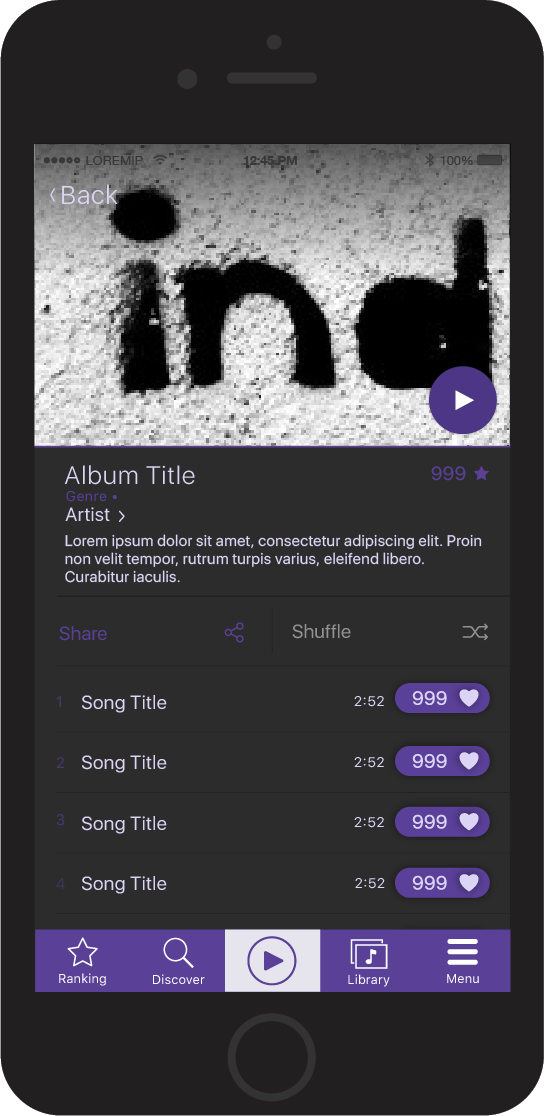 LOREMIP 12:45 PM 100%
‹Back
ind
Album Title 999
Genre •
Artist >
Lorem ipsum dolor sit amet, consectetur adipiscing elit. Proin
non velit tempor, rutrum turpis varius, eleifend libero.
Curabitur iaculis.
Share Shuffle
1 Song Title 2:52 999
2 Song Title 2:52 999
3 Song Title 2:52 999
4 Song Title 2:52 999
Ranking Discover Library Menu